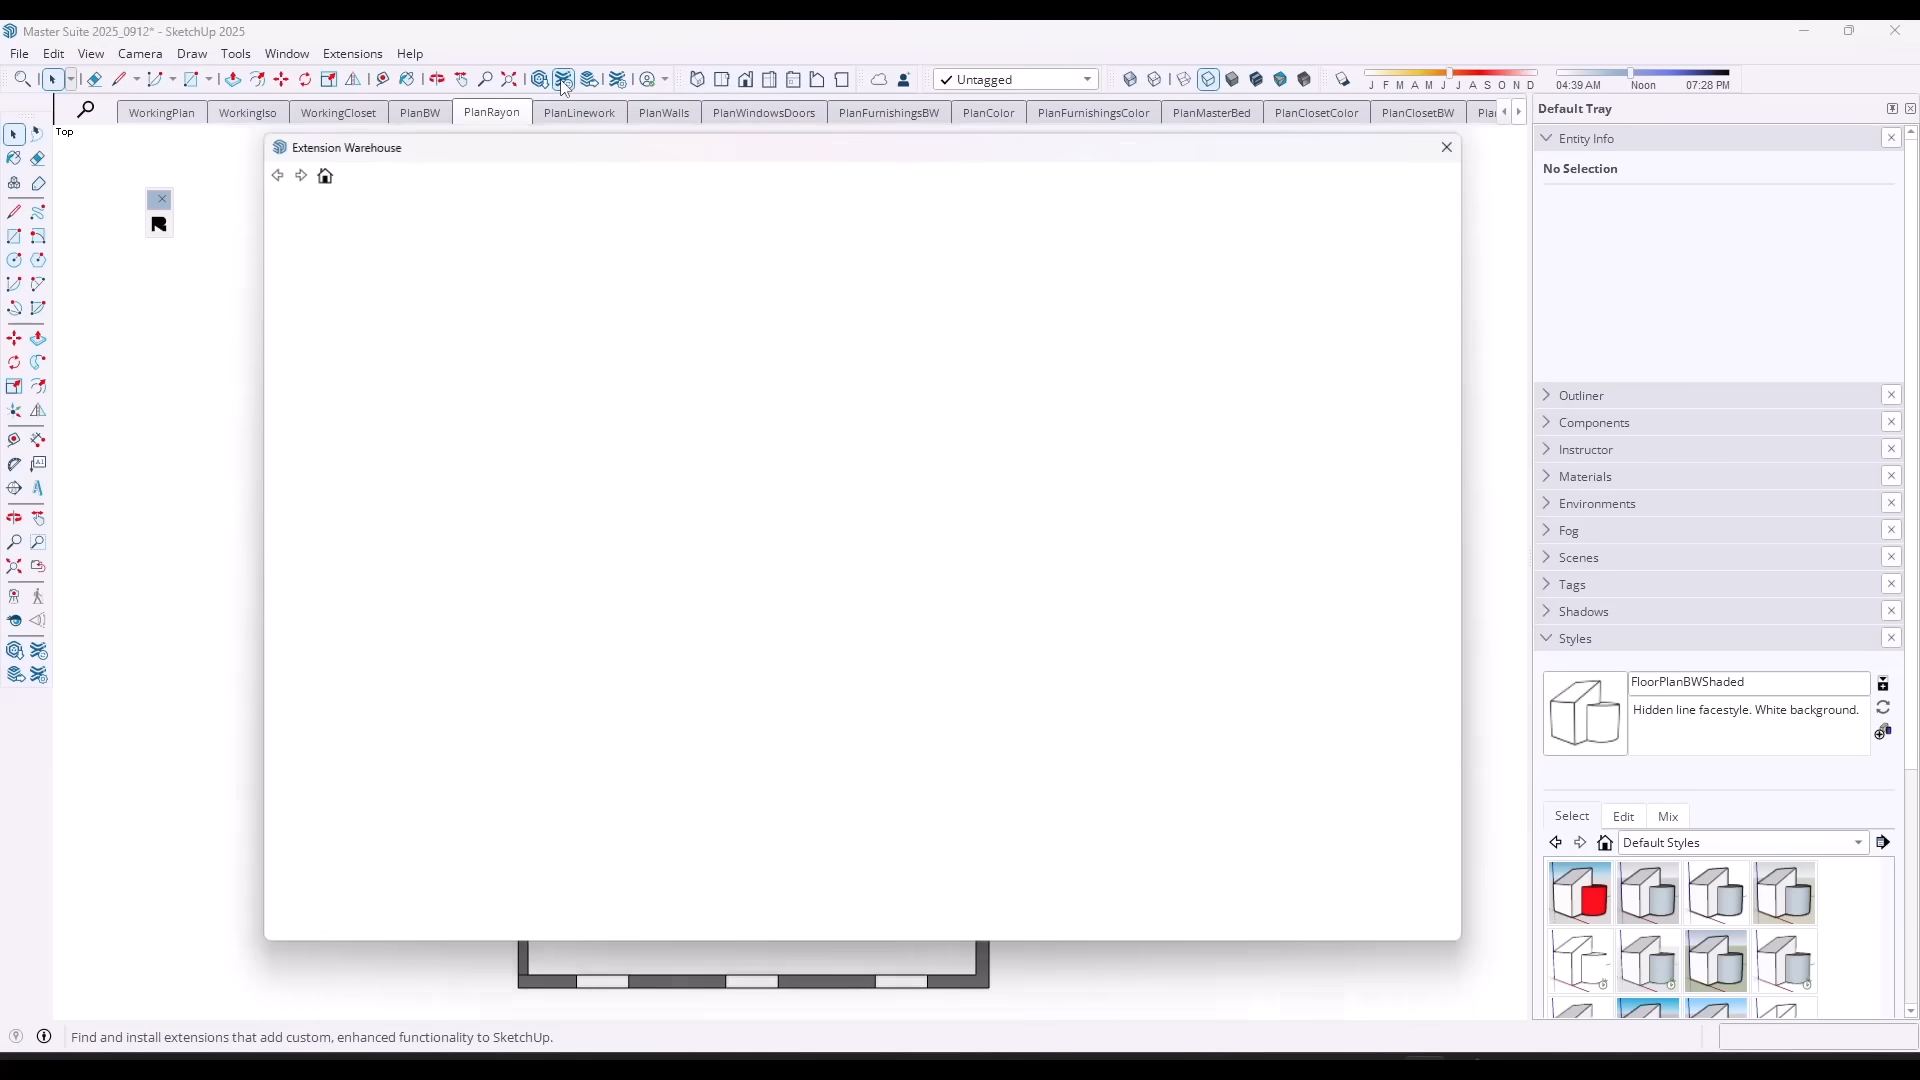 Master Suite 2025_0912* - SketchUp 2025
File Edit View Camera Draw Tools Window Extensions Help
Untagged
J F M A M J J A S O N D
04:39 AM Noon 07:28 PM
WorkingPlan WorkingIso WorkingCloset PlanBW PlanRayon PlanLinework PlanWalls PlanWindowsDoors PlanFurnishingsBW PlanColor PlanFurnishingsColor PlanMasterBed PlanClosetColor PlanClosetBW
Top
Extension Warehouse
Default Tray
Entity Info
No Selection
Outliner
Components
Instructor
Materials
Environments
Fog
Scenes
Tags
Shadows
Styles
FloorPlanBWShaded
Hidden line facestyle. White background.
Select Edit Mix
Default Styles
Find and install extensions that add custom, enhanced functionality to SketchUp.